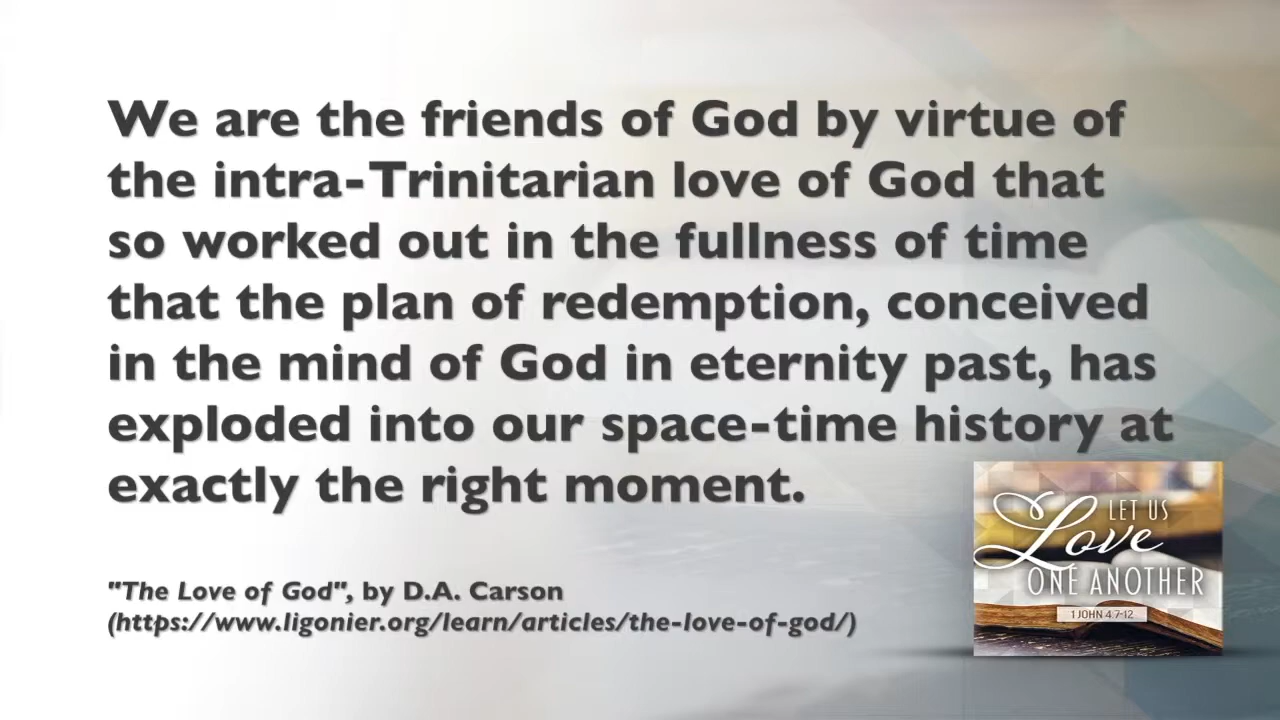 We are the friends of God by virtue of
the intra-Trinitarian love of God that
so worked out in the fullness of time
that the plan of redemption, conceived
in the mind of God in eternity past, has
exploded into our space-time history at
exactly the right moment.
"The Love of God", by D.A. Carson
(https://www.ligonier.org/learn/articles/the-love-of-god/)
LET US
Love
ONE ANOTHER
1 JOHN 4:7-12